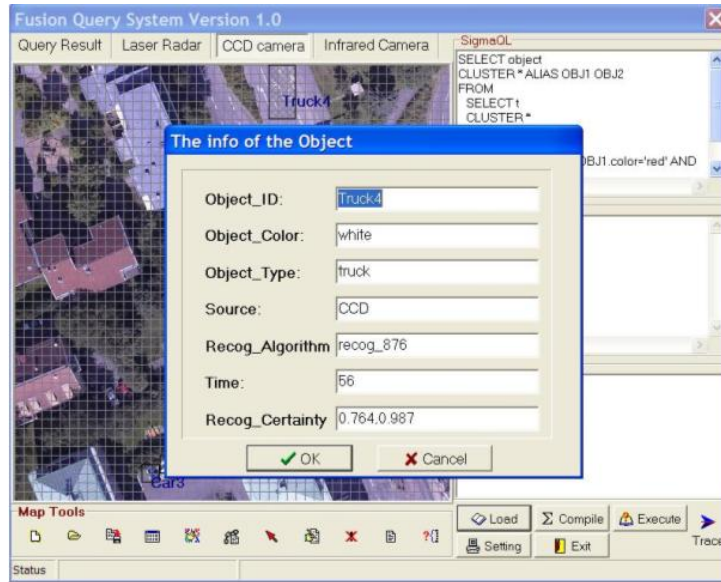 Fusion Query System Version 1.0
Query Result
Laser Radar
CCD camera
Infrared Camera
SigmaQL
SELECT object
CLUSTER * ALIAS OBJ1 OBJ2
FROM
SELECT t
CLUSTER *
OBJ1.color='red' AND
Truck4
The info of the Object
Object_ID: Truck4
Object_Color: white
Object_Type: truck
Source: CCD
Recog_Algorithm recog_876
Time: 56
Recog_Certainty 0.764,0.987
OK
Cancel
Car3
Map Tools
Load
Σ Compile
Execute
Trace
Setting
Exit
Status